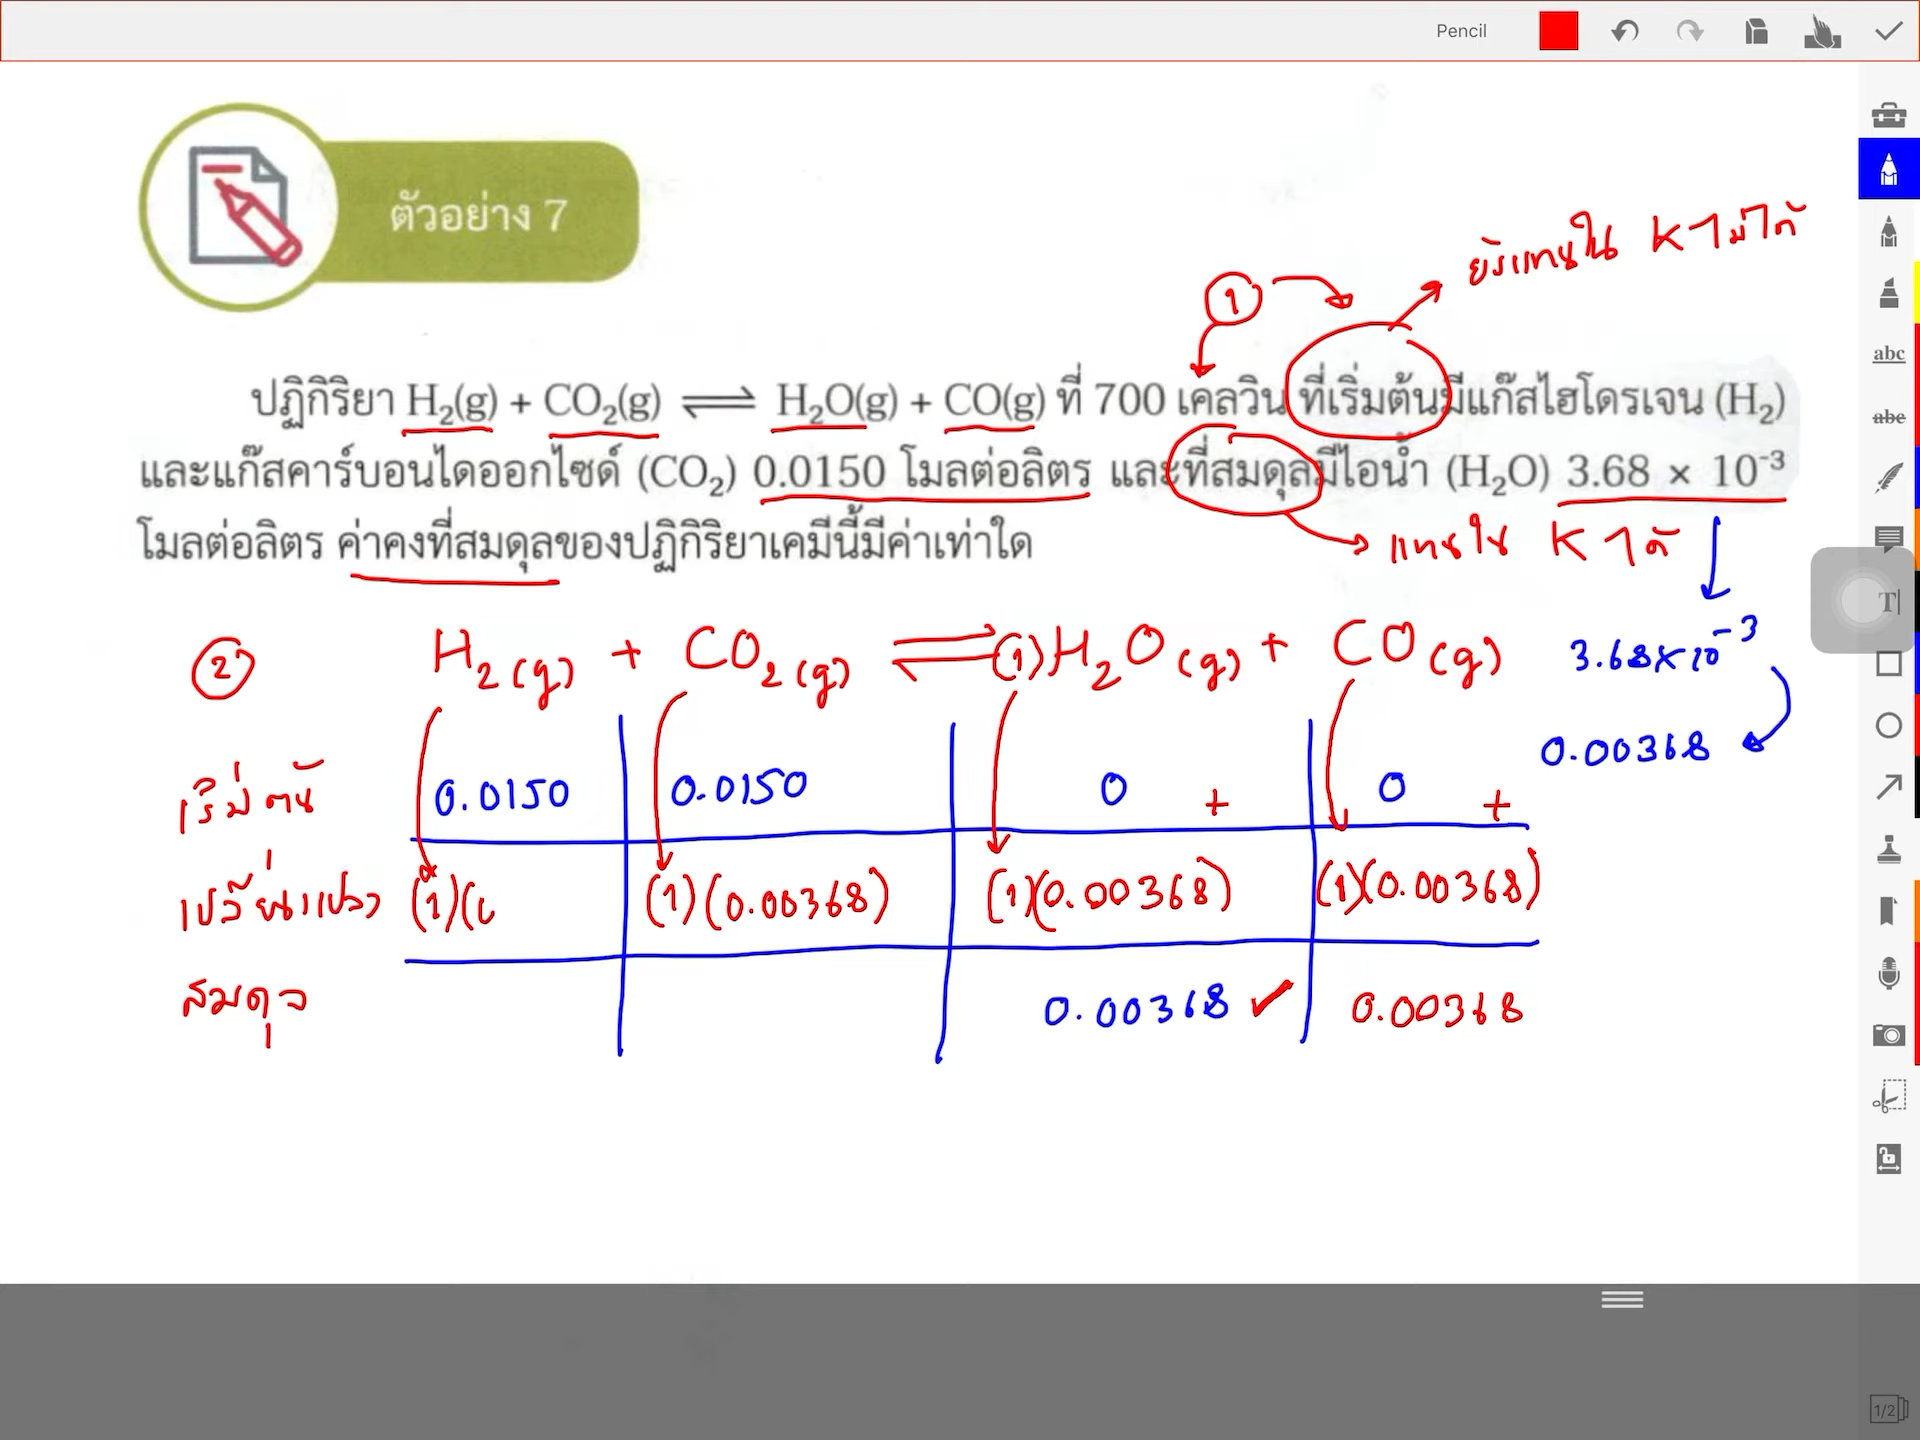 Pencil
ตัวอย่าง 7
ยังแทนใน K ไม่ได้
1
ปฏิกิริยา H₂(g) + CO₂(g) ⇌ H₂O(g) + CO(g) ที่ 700 เคลวิน ที่เริ่มต้นมีแก๊สไฮโดรเจน (H₂)
และแก๊สคาร์บอนไดออกไซด์ (CO₂) 0.0150 โมลต่อลิตร และที่สมดุลมีไอน้ำ (H₂O) 3.68 × 10⁻³
โมลต่อลิตร ค่าคงที่สมดุลของปฏิกิริยาเคมีนี้มีค่าเท่าใด
แทนใน K ได้
2 H₂(g) + CO₂(g) ⇌ (1)H₂O(g) + CO(g) 3.68×10⁻³
0.00368
เริ่มต้น 0.0150 0.0150 0 + 0 +
เปลี่ยนแปลง (1)(0 (1)(0.00368) (1)(0.00368) (1)(0.00368)
สมดุล 0.00368 ✓ 0.00368
abc
abc
T
1/2